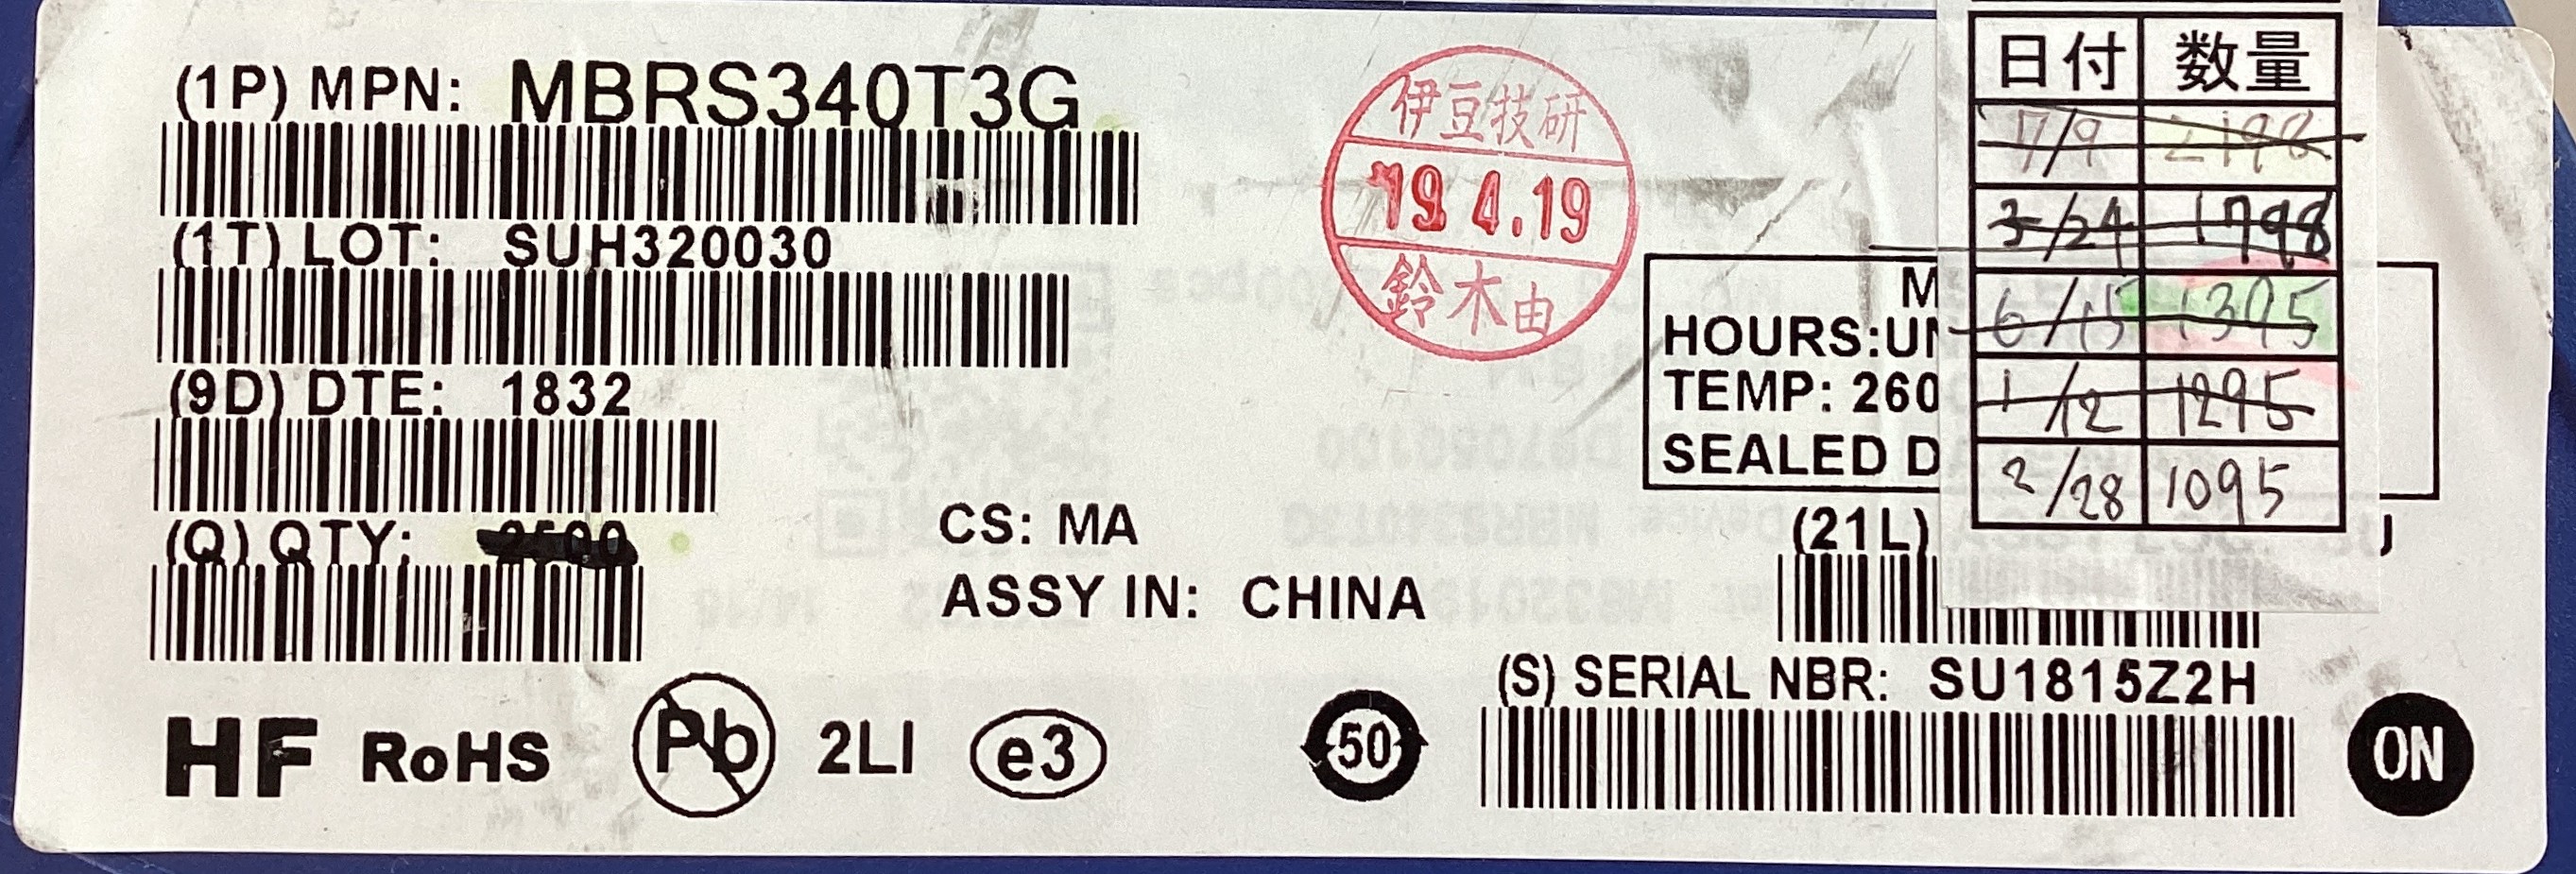 (1P) MPN: MBRS340T3G
(1T) LOT: SUH320030
(9D) DTE: 1832
(Q) QTY: 2500
CS: MA
ASSY IN: CHINA
HF RoHS Pb 2LI e3 50
伊豆技研
'19.4.19
鈴木由
M
HOURS:UN
TEMP: 260
SEALED D
(21L)
(S) SERIAL NBR: SU1815Z2H
ON
日付 数量
7/9 2198
3/24 1798
6/15 1395
1/12 1295
2/28 1095